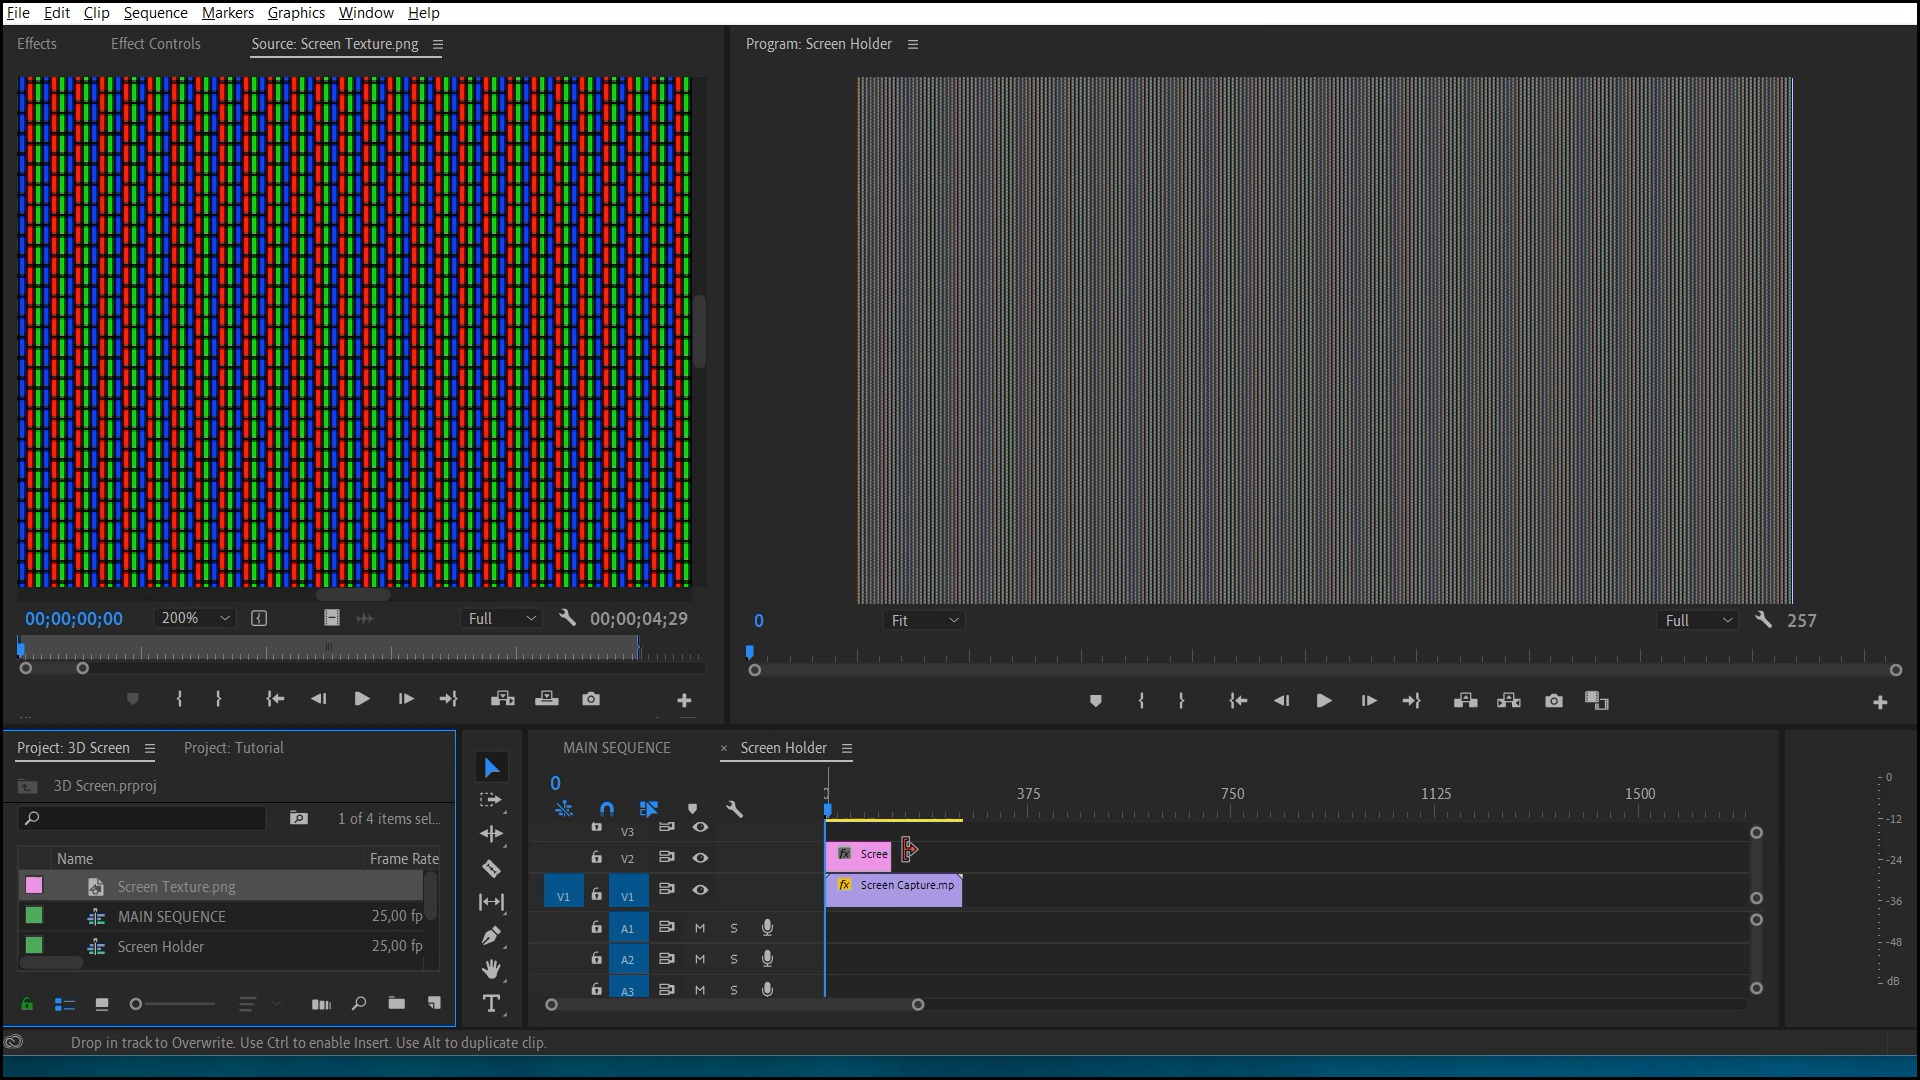 File Edit Clip Sequence Markers Graphics Window Help
Effects Effect Controls Source: Screen Texture.png
Program: Screen Holder
00;00;00;00 200% Full 00;00;04;29
0 Fit Full 257
Project: 3D Screen Project: Tutorial
3D Screen.prproj
1 of 4 items sel...
Name Frame Rate
Screen Texture.png
MAIN SEQUENCE 25,00 fp
Screen Holder 25,00 fp
MAIN SEQUENCE × Screen Holder
0
0 375 750 1125 1500
V3
V2 fx Scree
V1 V1 fx Screen Capture.mp
A1 M S
A2 M S
A3 M S
T
0
-12
-24
-36
-48
dB
Drop in track to Overwrite. Use Ctrl to enable Insert. Use Alt to duplicate clip.